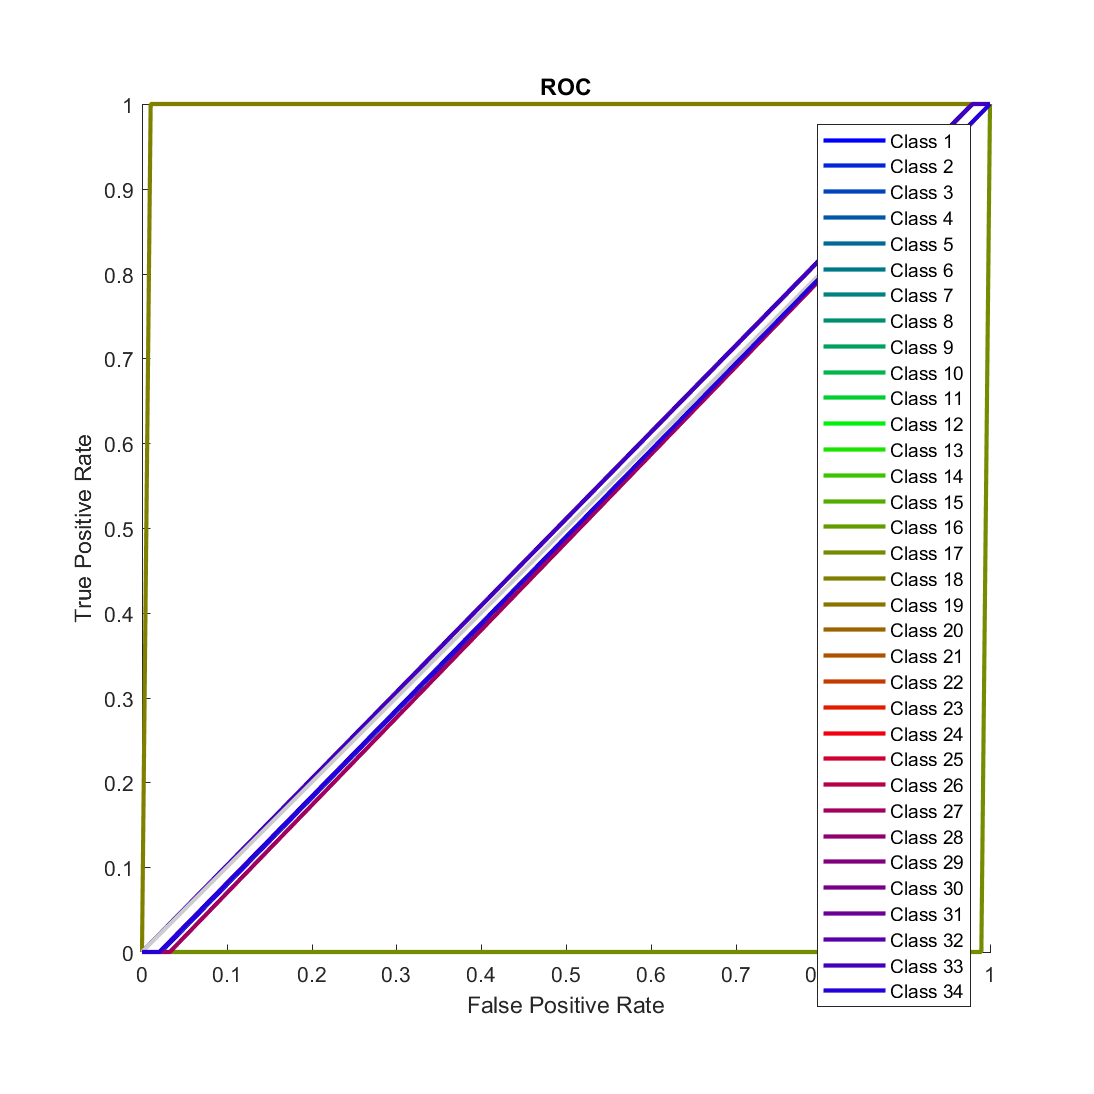 ROC
1
0.9
0.8
0.7
0.6
0.5
0.4
0.3
0.2
0.1
0
True Positive Rate
0 0.1 0.2 0.3 0.4 0.5 0.6 0.7 1
False Positive Rate
Class 1
Class 2
Class 3
Class 4
Class 5
Class 6
Class 7
Class 8
Class 9
Class 10
Class 11
Class 12
Class 13
Class 14
Class 15
Class 16
Class 17
Class 18
Class 19
Class 20
Class 21
Class 22
Class 23
Class 24
Class 25
Class 26
Class 27
Class 28
Class 29
Class 30
Class 31
Class 32
Class 33
Class 34